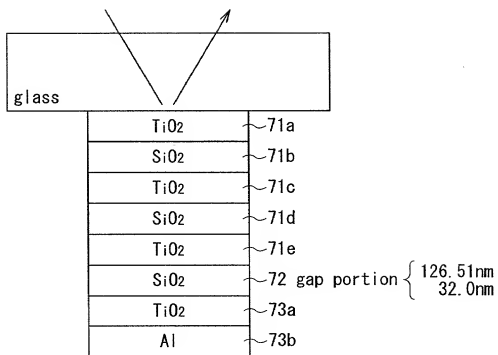 glass
TiO2 71a
SiO2 71b
TiO2 71c
SiO2 71d
TiO2 71e
SiO2 72 gap portion { 126.51nm
32.0nm
TiO2 73a
Al 73b